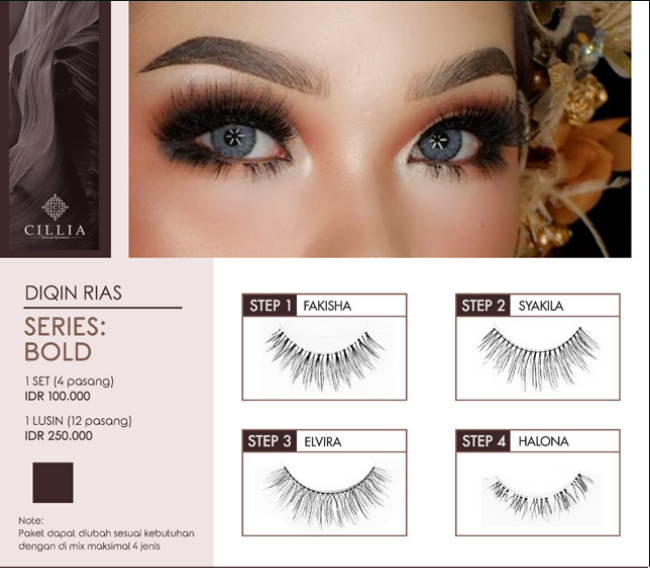 CILLIA
DIQIN RIAS
SERIES:
BOLD
1 SET (4 pasang)
IDR 100.000
1 LUSIN (12 pasang)
IDR 250.000
Note:
Paket dapat diubah sesuai kebutuhan
dengan di mix maksimal 4 jenis
STEP 1 FAKISHA
STEP 2 SYAKILA
STEP 3 ELVIRA
STEP 4 HALONA